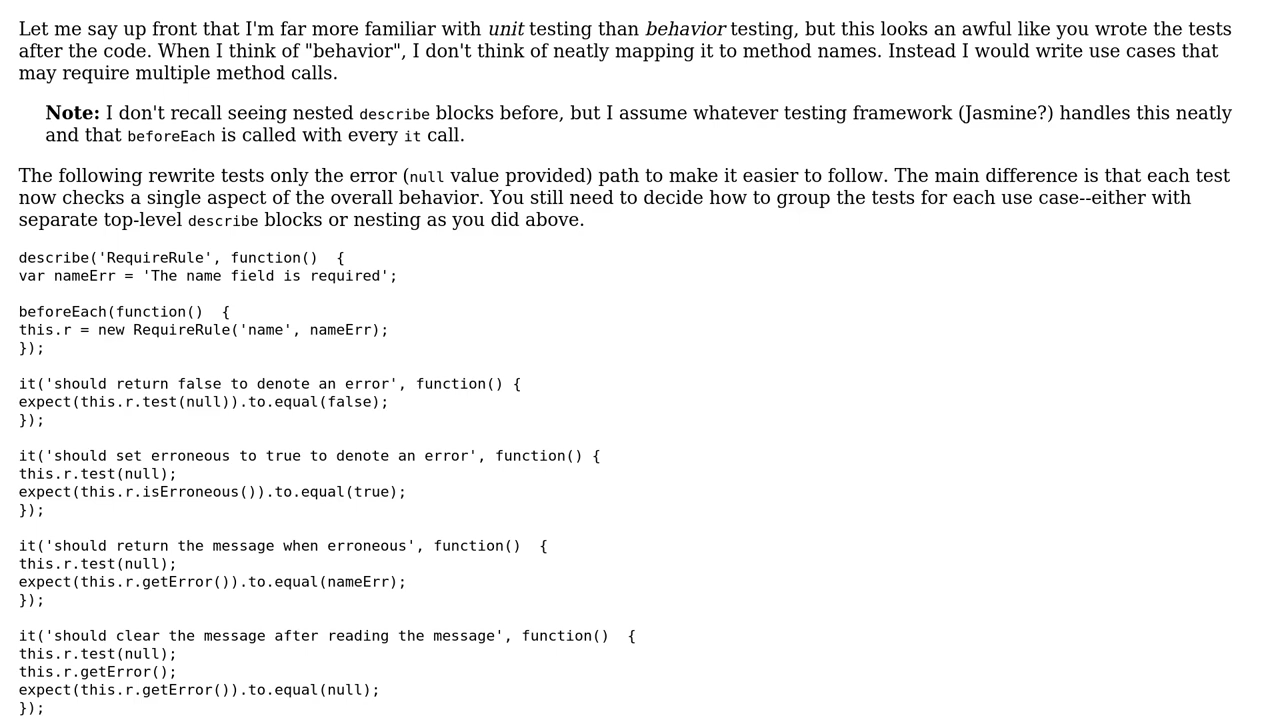 Let me say up front that I'm far more familiar with unit testing than behavior testing, but this looks an awful like you wrote the tests
after the code. When I think of "behavior", I don't think of neatly mapping it to method names. Instead I would write use cases that
may require multiple method calls.
Note: I don't recall seeing nested describe blocks before, but I assume whatever testing framework (Jasmine?) handles this neatly
and that beforeEach is called with every it call.
The following rewrite tests only the error (null value provided) path to make it easier to follow. The main difference is that each test
now checks a single aspect of the overall behavior. You still need to decide how to group the tests for each use case--either with
separate top-level describe blocks or nesting as you did above.
describe('RequireRule', function()  {
var nameErr = 'The name field is required';
beforeEach(function()  {
this.r = new RequireRule('name', nameErr);
});
it('should return false to denote an error', function() {
expect(this.r.test(null)).to.equal(false);
});
it('should set erroneous to true to denote an error', function() {
this.r.test(null);
expect(this.r.isErroneous()).to.equal(true);
});
it('should return the message when erroneous', function()  {
this.r.test(null);
expect(this.r.getError()).to.equal(nameErr);
});
it('should clear the message after reading the message', function()  {
this.r.test(null);
this.r.getError();
expect(this.r.getError()).to.equal(null);
});